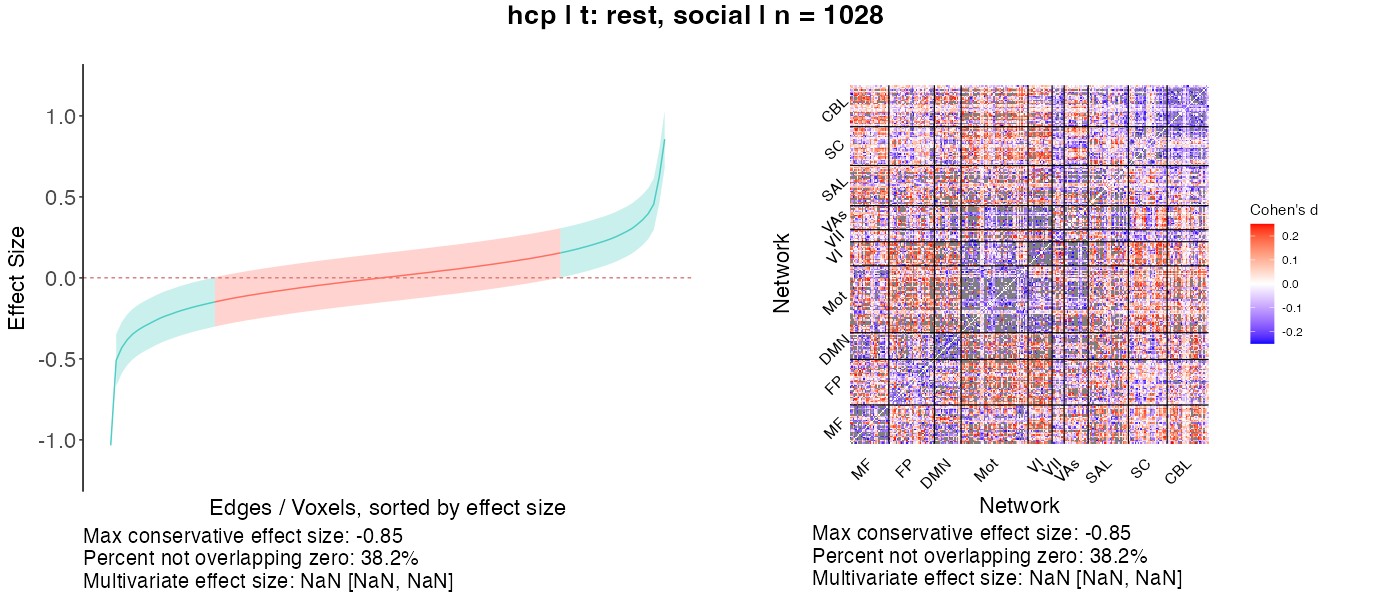 hcp | t: rest, social | n = 1028
Effect Size
1.0
0.5
0.0
-0.5
-1.0
Edges / Voxels, sorted by effect size
Max conservative effect size: -0.85
Percent not overlapping zero: 38.2%
Multivariate effect size: NaN [NaN, NaN]
Network
CBL
SC
SAL
VAs
VII
VI
Mot
DMN
FP
MF
MF
FP
DMN
Mot
VI
VII
VAs
SAL
SC
CBL
Network
Cohen's d
0.2
0.1
0.0
-0.1
-0.2
Max conservative effect size: -0.85
Percent not overlapping zero: 38.2%
Multivariate effect size: NaN [NaN, NaN]